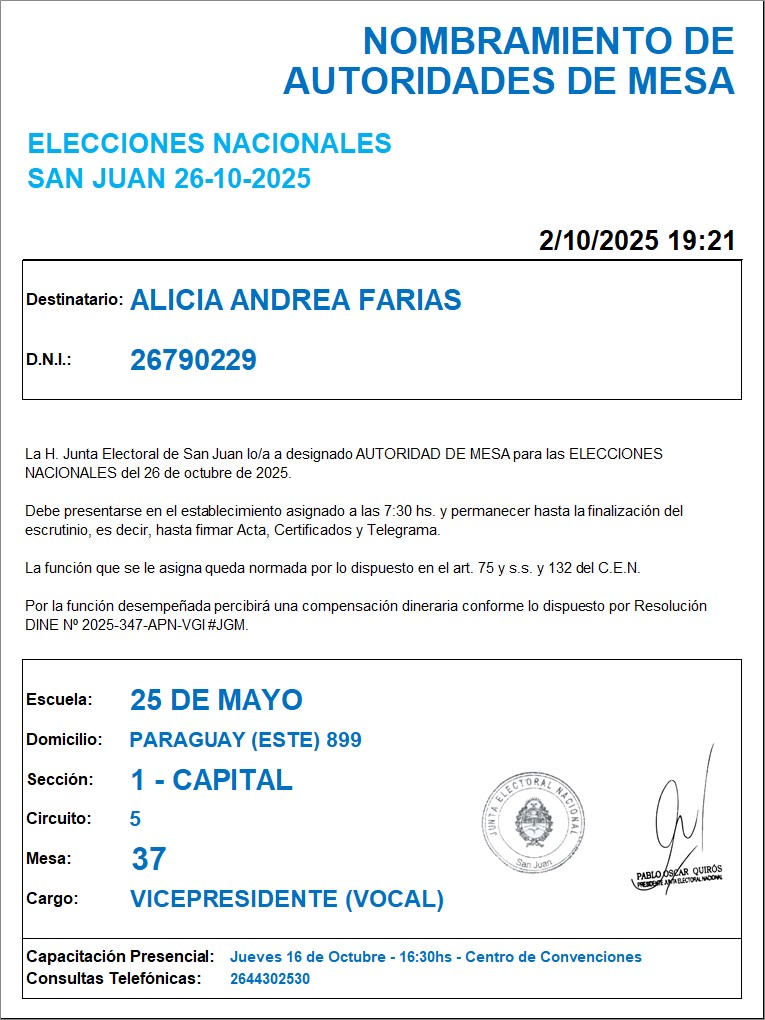 NOMBRAMIENTO DE
AUTORIDADES DE MESA
ELECCIONES NACIONALES
SAN JUAN 26-10-2025
2/10/2025 19:21
Destinatario: ALICIA ANDREA FARIAS
D.N.I.: 26790229
La H. Junta Electoral de San Juan lo/a a designado AUTORIDAD DE MESA para las ELECCIONES
NACIONALES del 26 de octubre de 2025.
Debe presentarse en el establecimiento asignado a las 7:30 hs. y permanecer hasta la finalización del
escrutinio, es decir, hasta firmar Acta, Certificados y Telegrama.
La función que se le asigna queda normada por lo dispuesto en el art. 75 y s.s. y 132 del C.E.N.
Por la función desempeñada percibirá una compensación dineraria conforme lo dispuesto por Resolución
DINE Nº 2025-347-APN-VGI#JGM.
Escuela: 25 DE MAYO
Domicilio: PARAGUAY (ESTE) 899
Sección: 1 - CAPITAL
Circuito: 5
Mesa: 37
Cargo: VICEPRESIDENTE (VOCAL)
JUNTA ELECTORAL NACIONAL
San Juan
PABLO OSCAR QUIRÓS
PRESIDENTE JUNTA ELECTORAL NACIONAL
Capacitación Presencial: Jueves 16 de Octubre - 16:30hs - Centro de Convenciones
Consultas Telefónicas: 2644302530